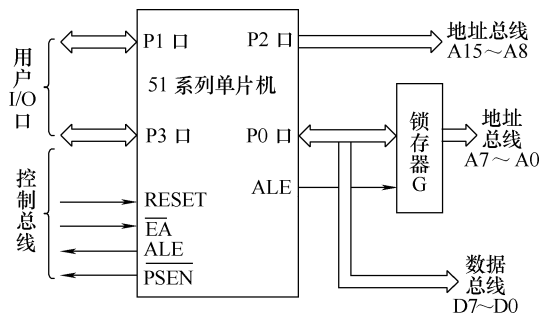 用户
I/O
口
控制总线
P1 口
P2 口
51 系列单片机
P3 口
P0 口
ALE
RESET
E̅A̅
ALE
P̅S̅E̅N̅
地址总线
A15～A8
锁存器
G
地址
总线
A7～A0
数据
总线
D7~D0